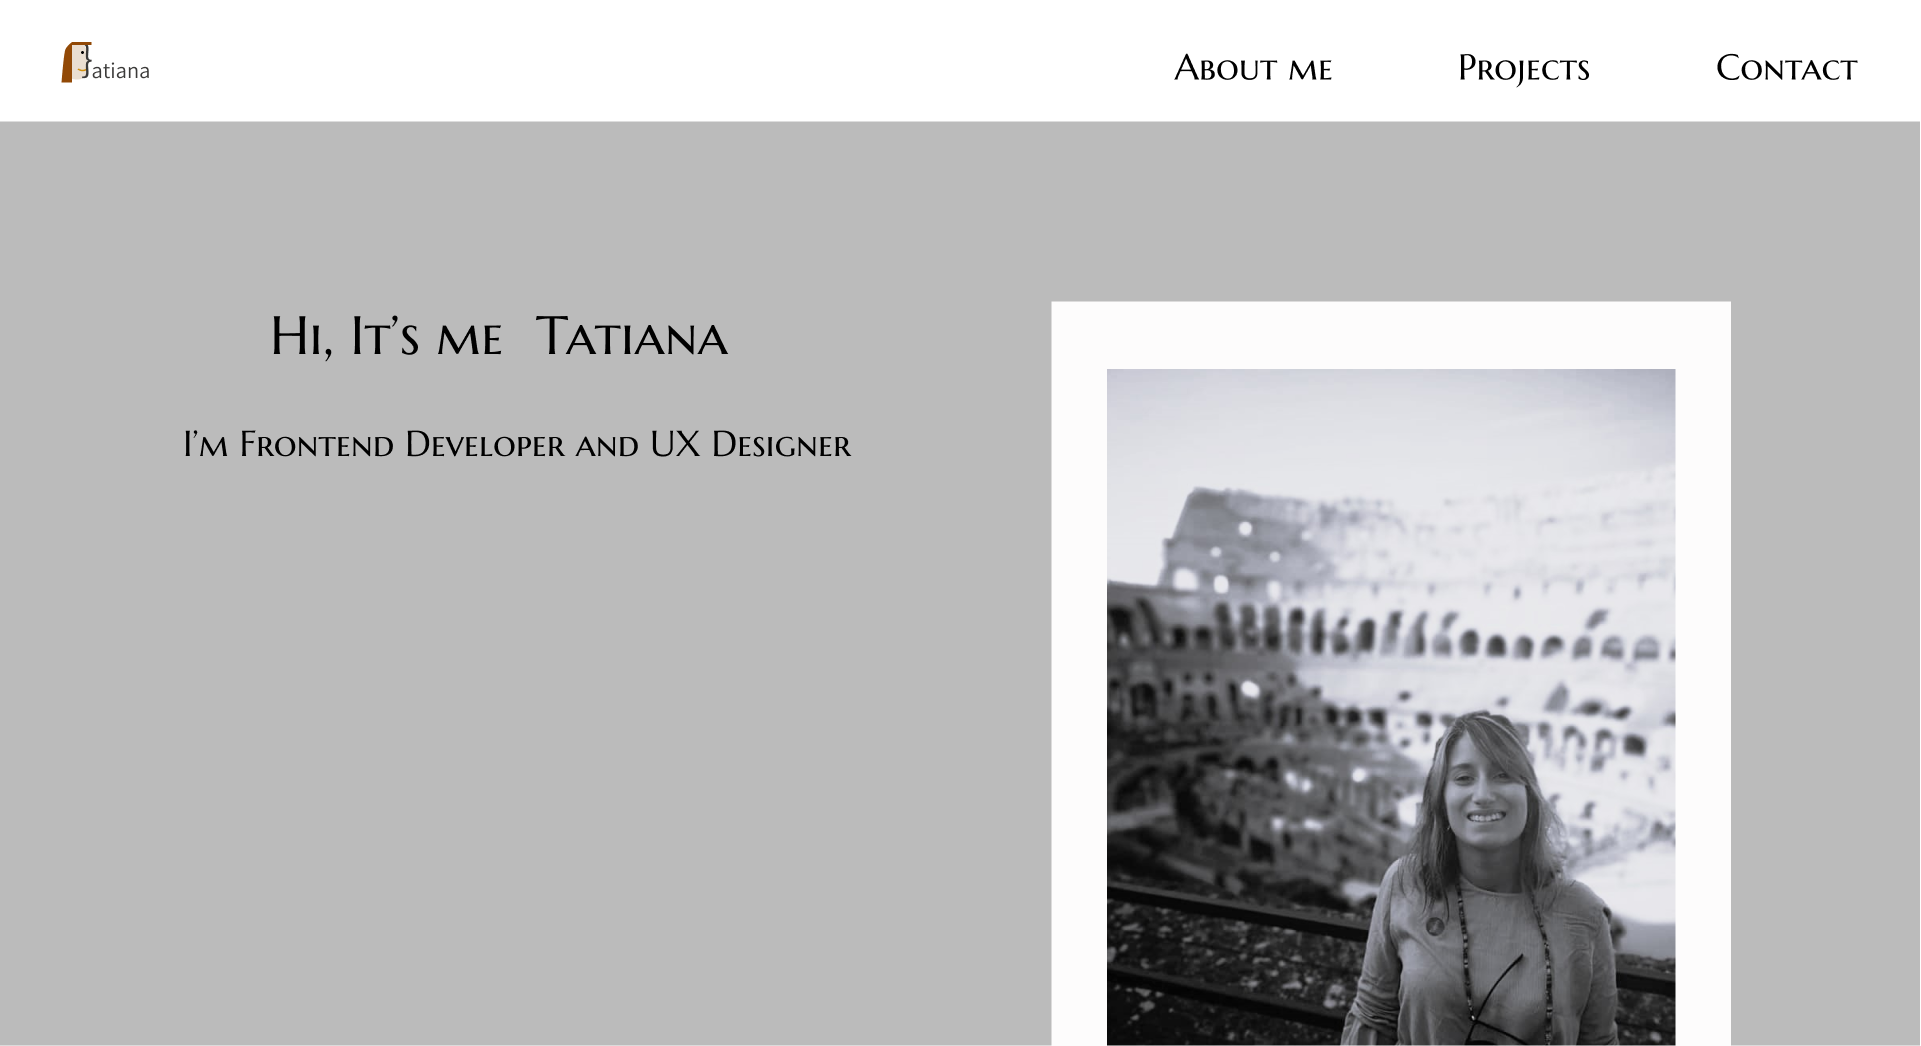 Tatiana
About me Projects Contact
Hi, It's me Tatiana
I'm Frontend Developer and UX Designer